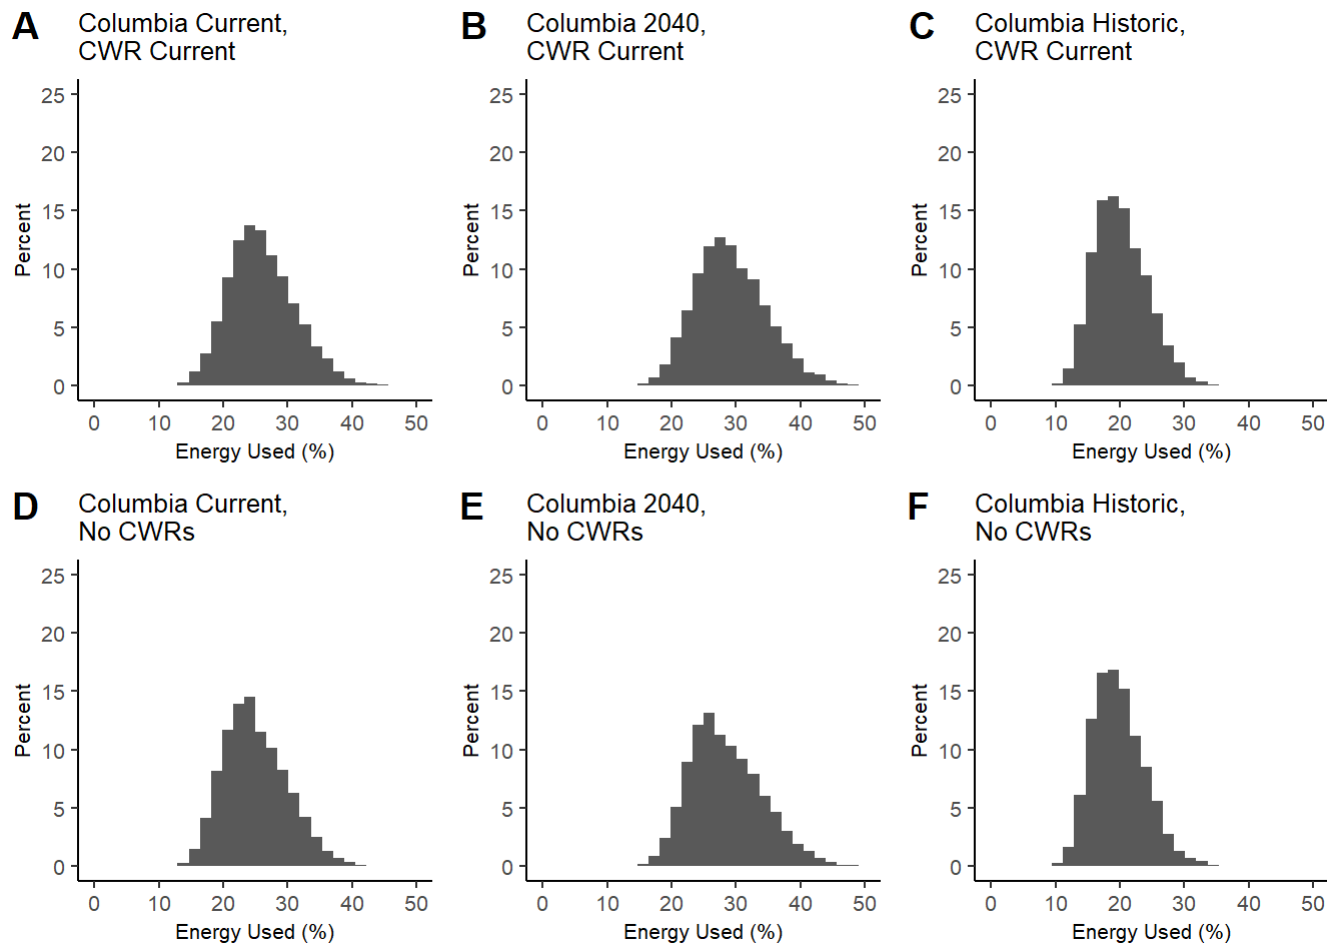 A
Columbia Current,
CWR Current
25
20
15
10
5
0
Percent
0 10 20 30 40 50
Energy Used (%)
B
Columbia 2040,
CWR Current
25
20
15
10
5
0
Percent
0 10 20 30 40 50
Energy Used (%)
C
Columbia Historic,
CWR Current
25
20
15
10
5
0
Percent
0 10 20 30 40 50
Energy Used (%)
D
Columbia Current,
No CWRs
25
20
15
10
5
0
Percent
0 10 20 30 40 50
Energy Used (%)
E
Columbia 2040,
No CWRs
25
20
15
10
5
0
Percent
0 10 20 30 40 50
Energy Used (%)
F
Columbia Historic,
No CWRs
25
20
15
10
5
0
Percent
0 10 20 30 40 50
Energy Used (%)